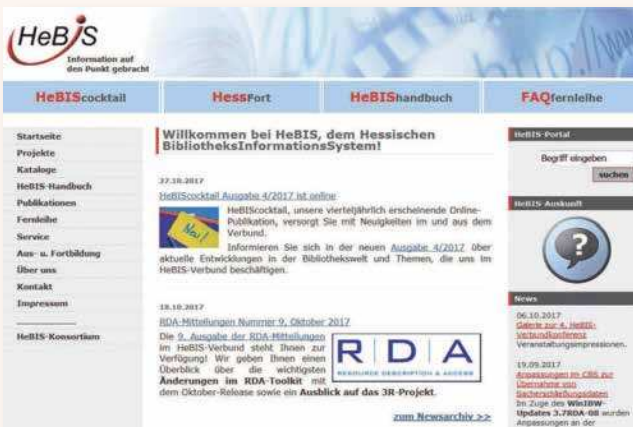 HeBIS
Information auf
den Punkt gebracht
http://www
HeBIScocktail
HessFort
HeBIShandbuch
FAQfernleihe
Startseite
Projekte
Kataloge
HeBIS-Handbuch
Publikationen
Fernleihe
Service
Aus- u. Fortbildung
Über uns
Kontakt
Impressum
HeBIS-Konsortium
Willkommen bei HeBIS, dem Hessischen
BibliotheksInformationsSystem!
27.10.2017
HeBIScocktail Ausgabe 4/2017 ist online
Neu!
HeBIScocktail, unsere vierteljährlich erscheinende Online-
Publikation, versorgt Sie mit Neuigkeiten im und aus dem
Verbund.
Informieren Sie sich in der neuen Ausgabe 4/2017 über
aktuelle Entwicklungen in der Bibliothekswelt und Themen, die uns im
HeBIS-Verbund beschäftigen.
18.10.2017
RDA-Mitteilungen Nummer 9, Oktober 2017
Die 9. Ausgabe der RDA-Mitteilungen
im HeBIS-Verbund steht Ihnen zur
Verfügung! Wir geben Ihnen einen
Überblick über die wichtigsten
Änderungen im RDA-Toolkit mit
dem Oktober-Release sowie ein Ausblick auf das 3R-Projekt.
RDA
RESOURCE DESCRIPTION & ACCESS
zum Newsarchiv >>
HeBIS-Portal
Begriff eingeben
suchen
HeBIS-Auskunft
?
News
06.10.2017
Galerie zur 4. HeBIS-
Verbundkonferenz
Veranstaltungsimpressionen.
19.09.2017
Anpassungen im CBS zur
Übernahme von
Sacherschließungsdaten
Im Zuge des WinIBW-
Updates 3.7RDA-08 wurden
Anpassungen an der